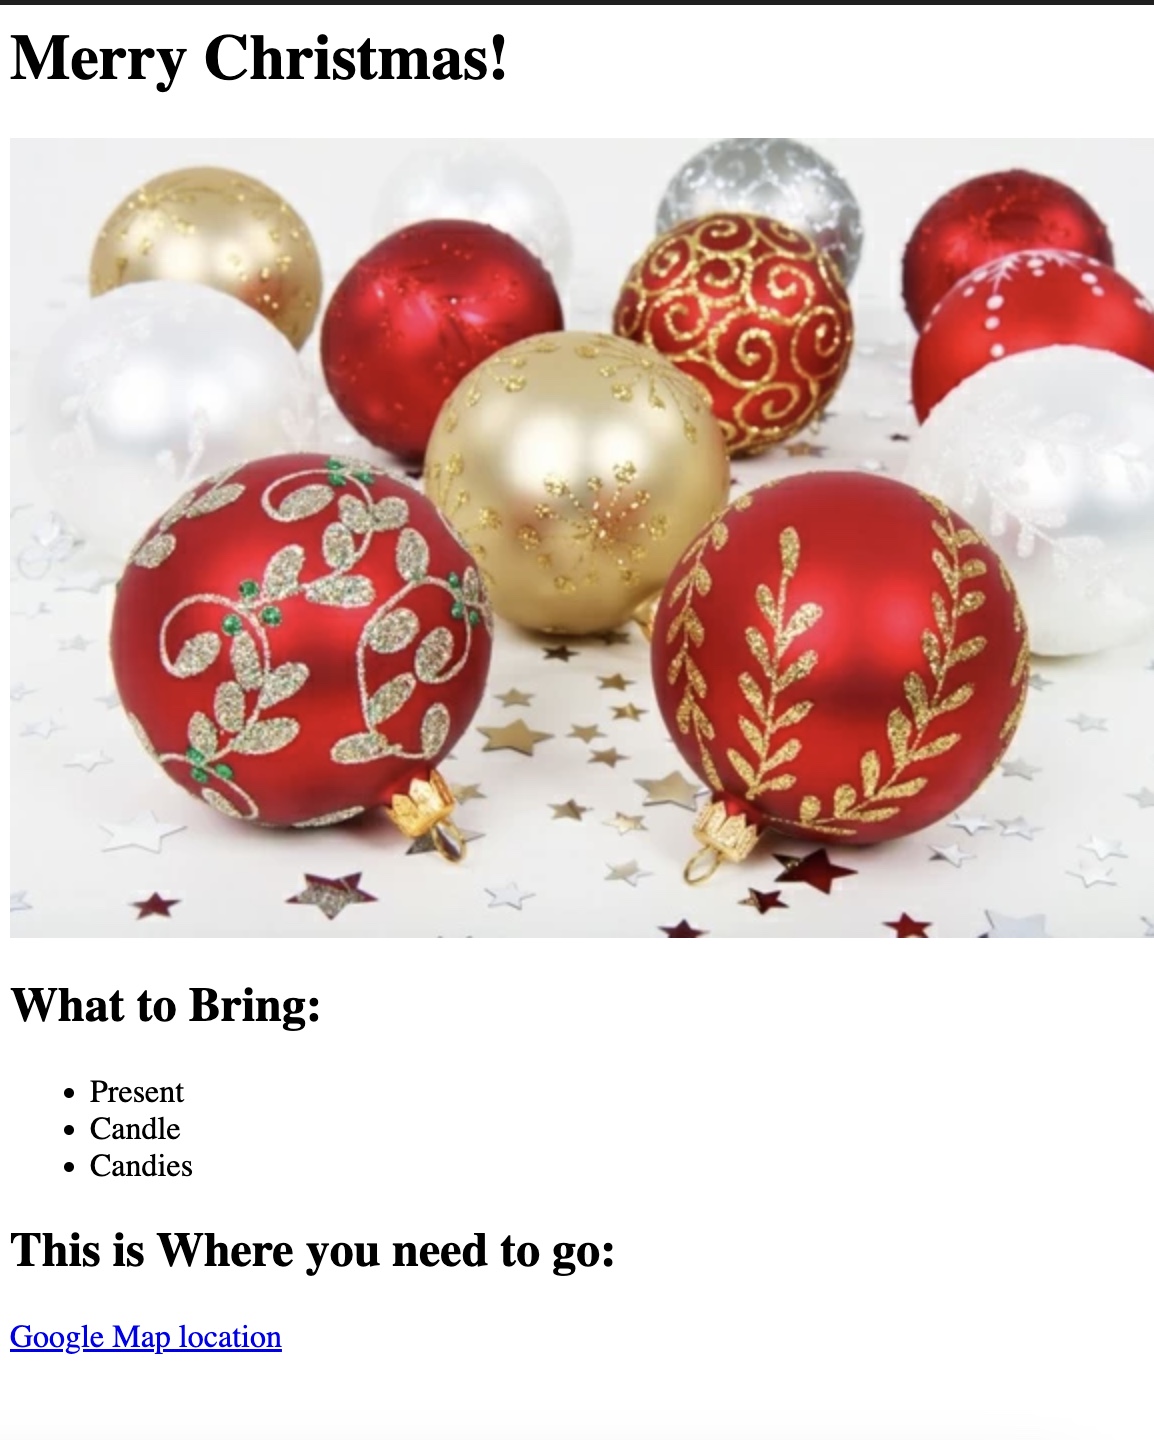 Merry Christmas!
What to Bring:
Present
Candle
Candies
This is Where you need to go:
Google Map location